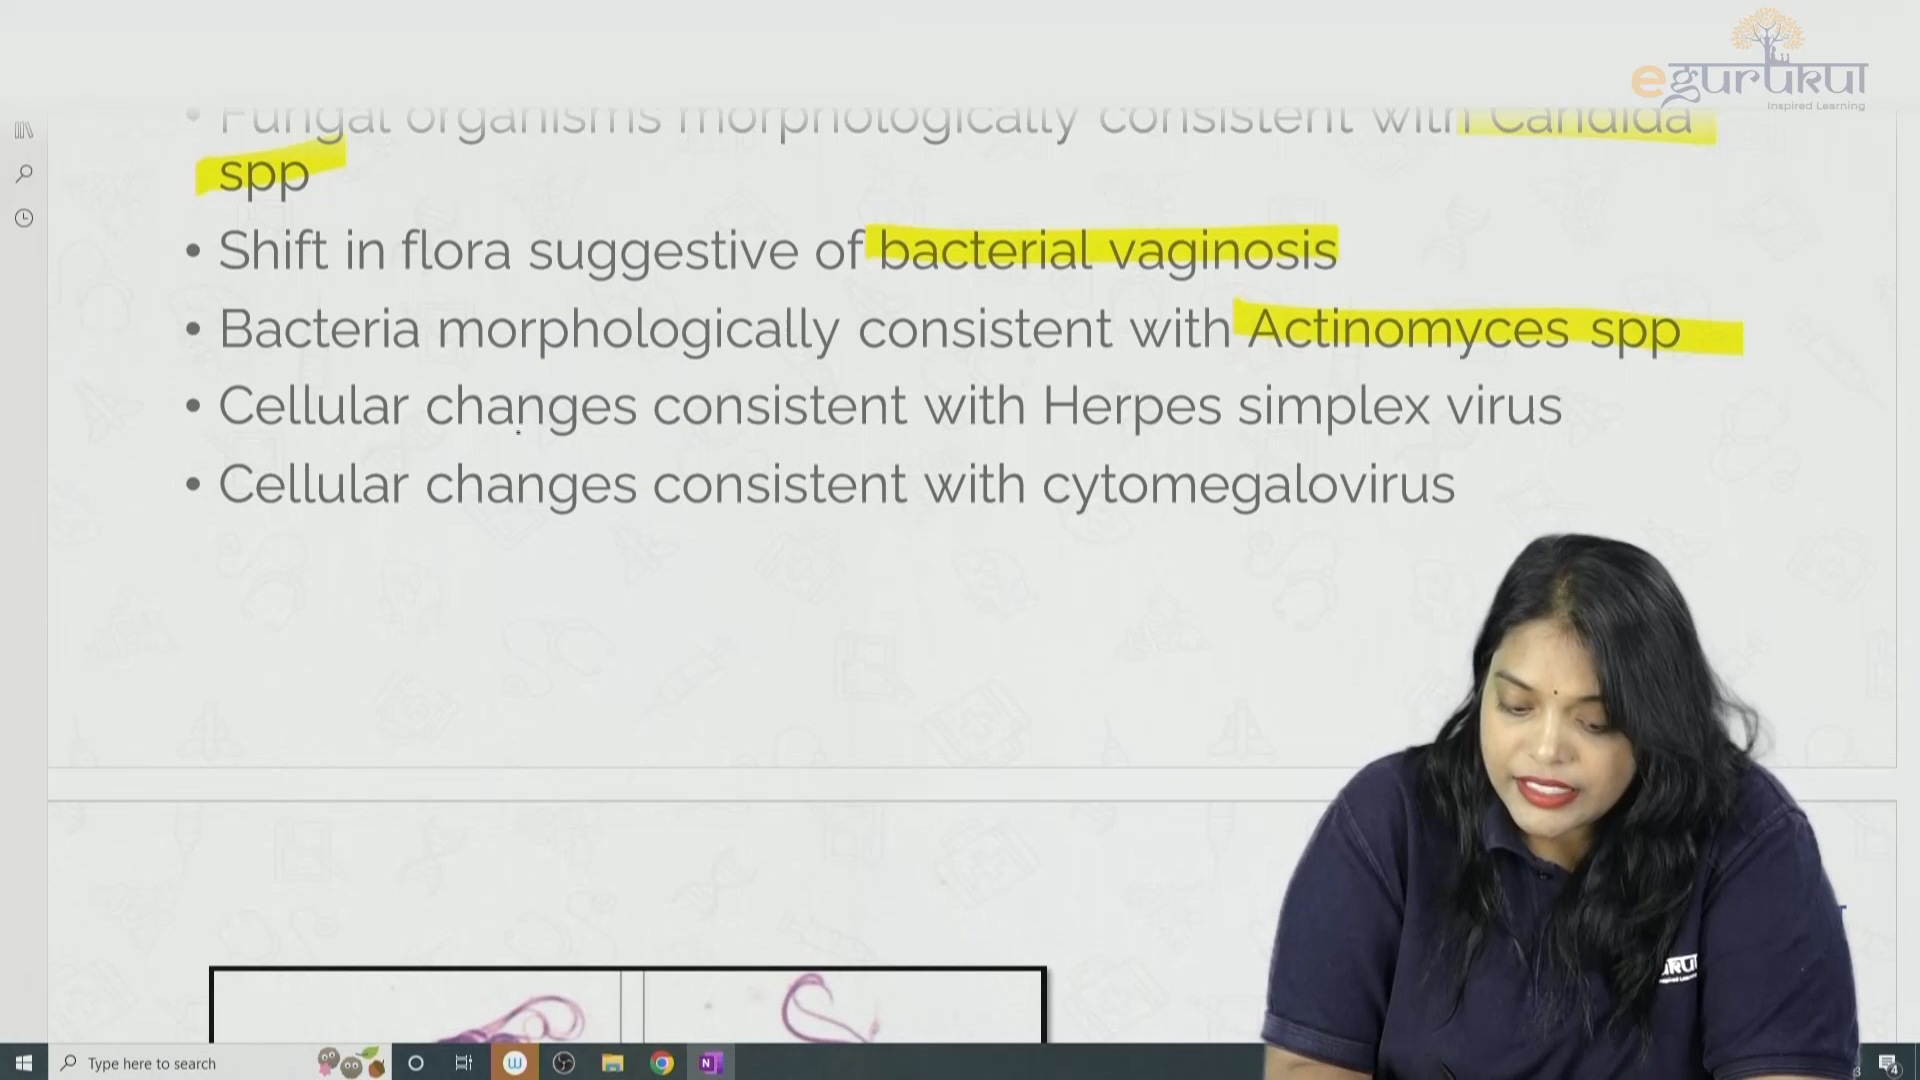 egurukul
Inspired Learning
• Fungal organisms morphologically consistent with Candida
spp
• Shift in flora suggestive of bacterial vaginosis
• Bacteria morphologically consistent with Actinomyces spp
• Cellular changes consistent with Herpes simplex virus
• Cellular changes consistent with cytomegalovirus
Type here to search
4